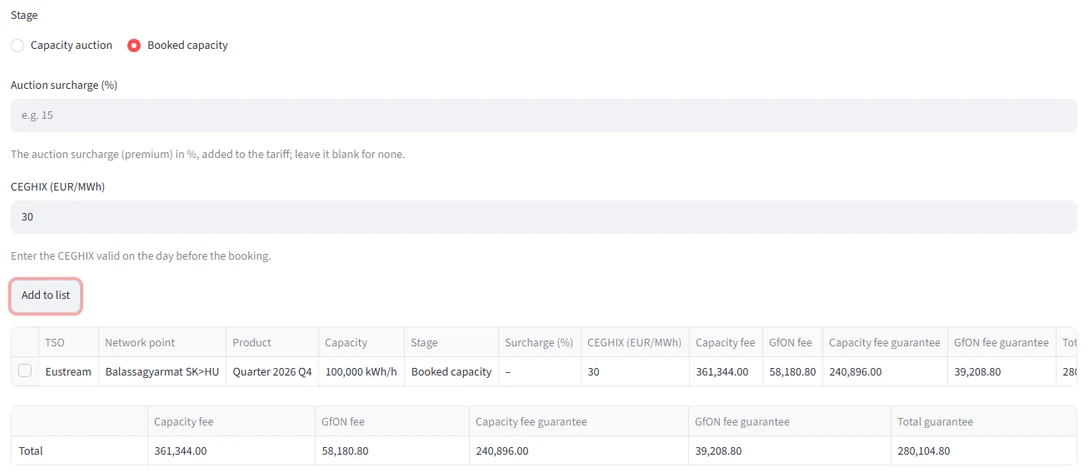 Stage
Capacity auction Booked capacity
Auction surcharge (%)
e.g. 15
The auction surcharge (premium) in %, added to the tariff; leave it blank for none.
CEGHIX (EUR/MWh)
30
Enter the CEGHIX valid on the day before the booking.
Add to list
TSO Network point Product Capacity Stage Surcharge (%) CEGHIX (EUR/MWh) Capacity fee GfON fee Capacity fee guarantee GfON fee guarantee
Eustream Balassagyarmat SK>HU Quarter 2026 Q4 100,000 kWh/h Booked capacity – 30 361,344.00 58,180.80 240,896.00 39,208.80
Capacity fee GfON fee Capacity fee guarantee GfON fee guarantee Total guarantee
Total 361,344.00 58,180.80 240,896.00 39,208.80 280,104.80